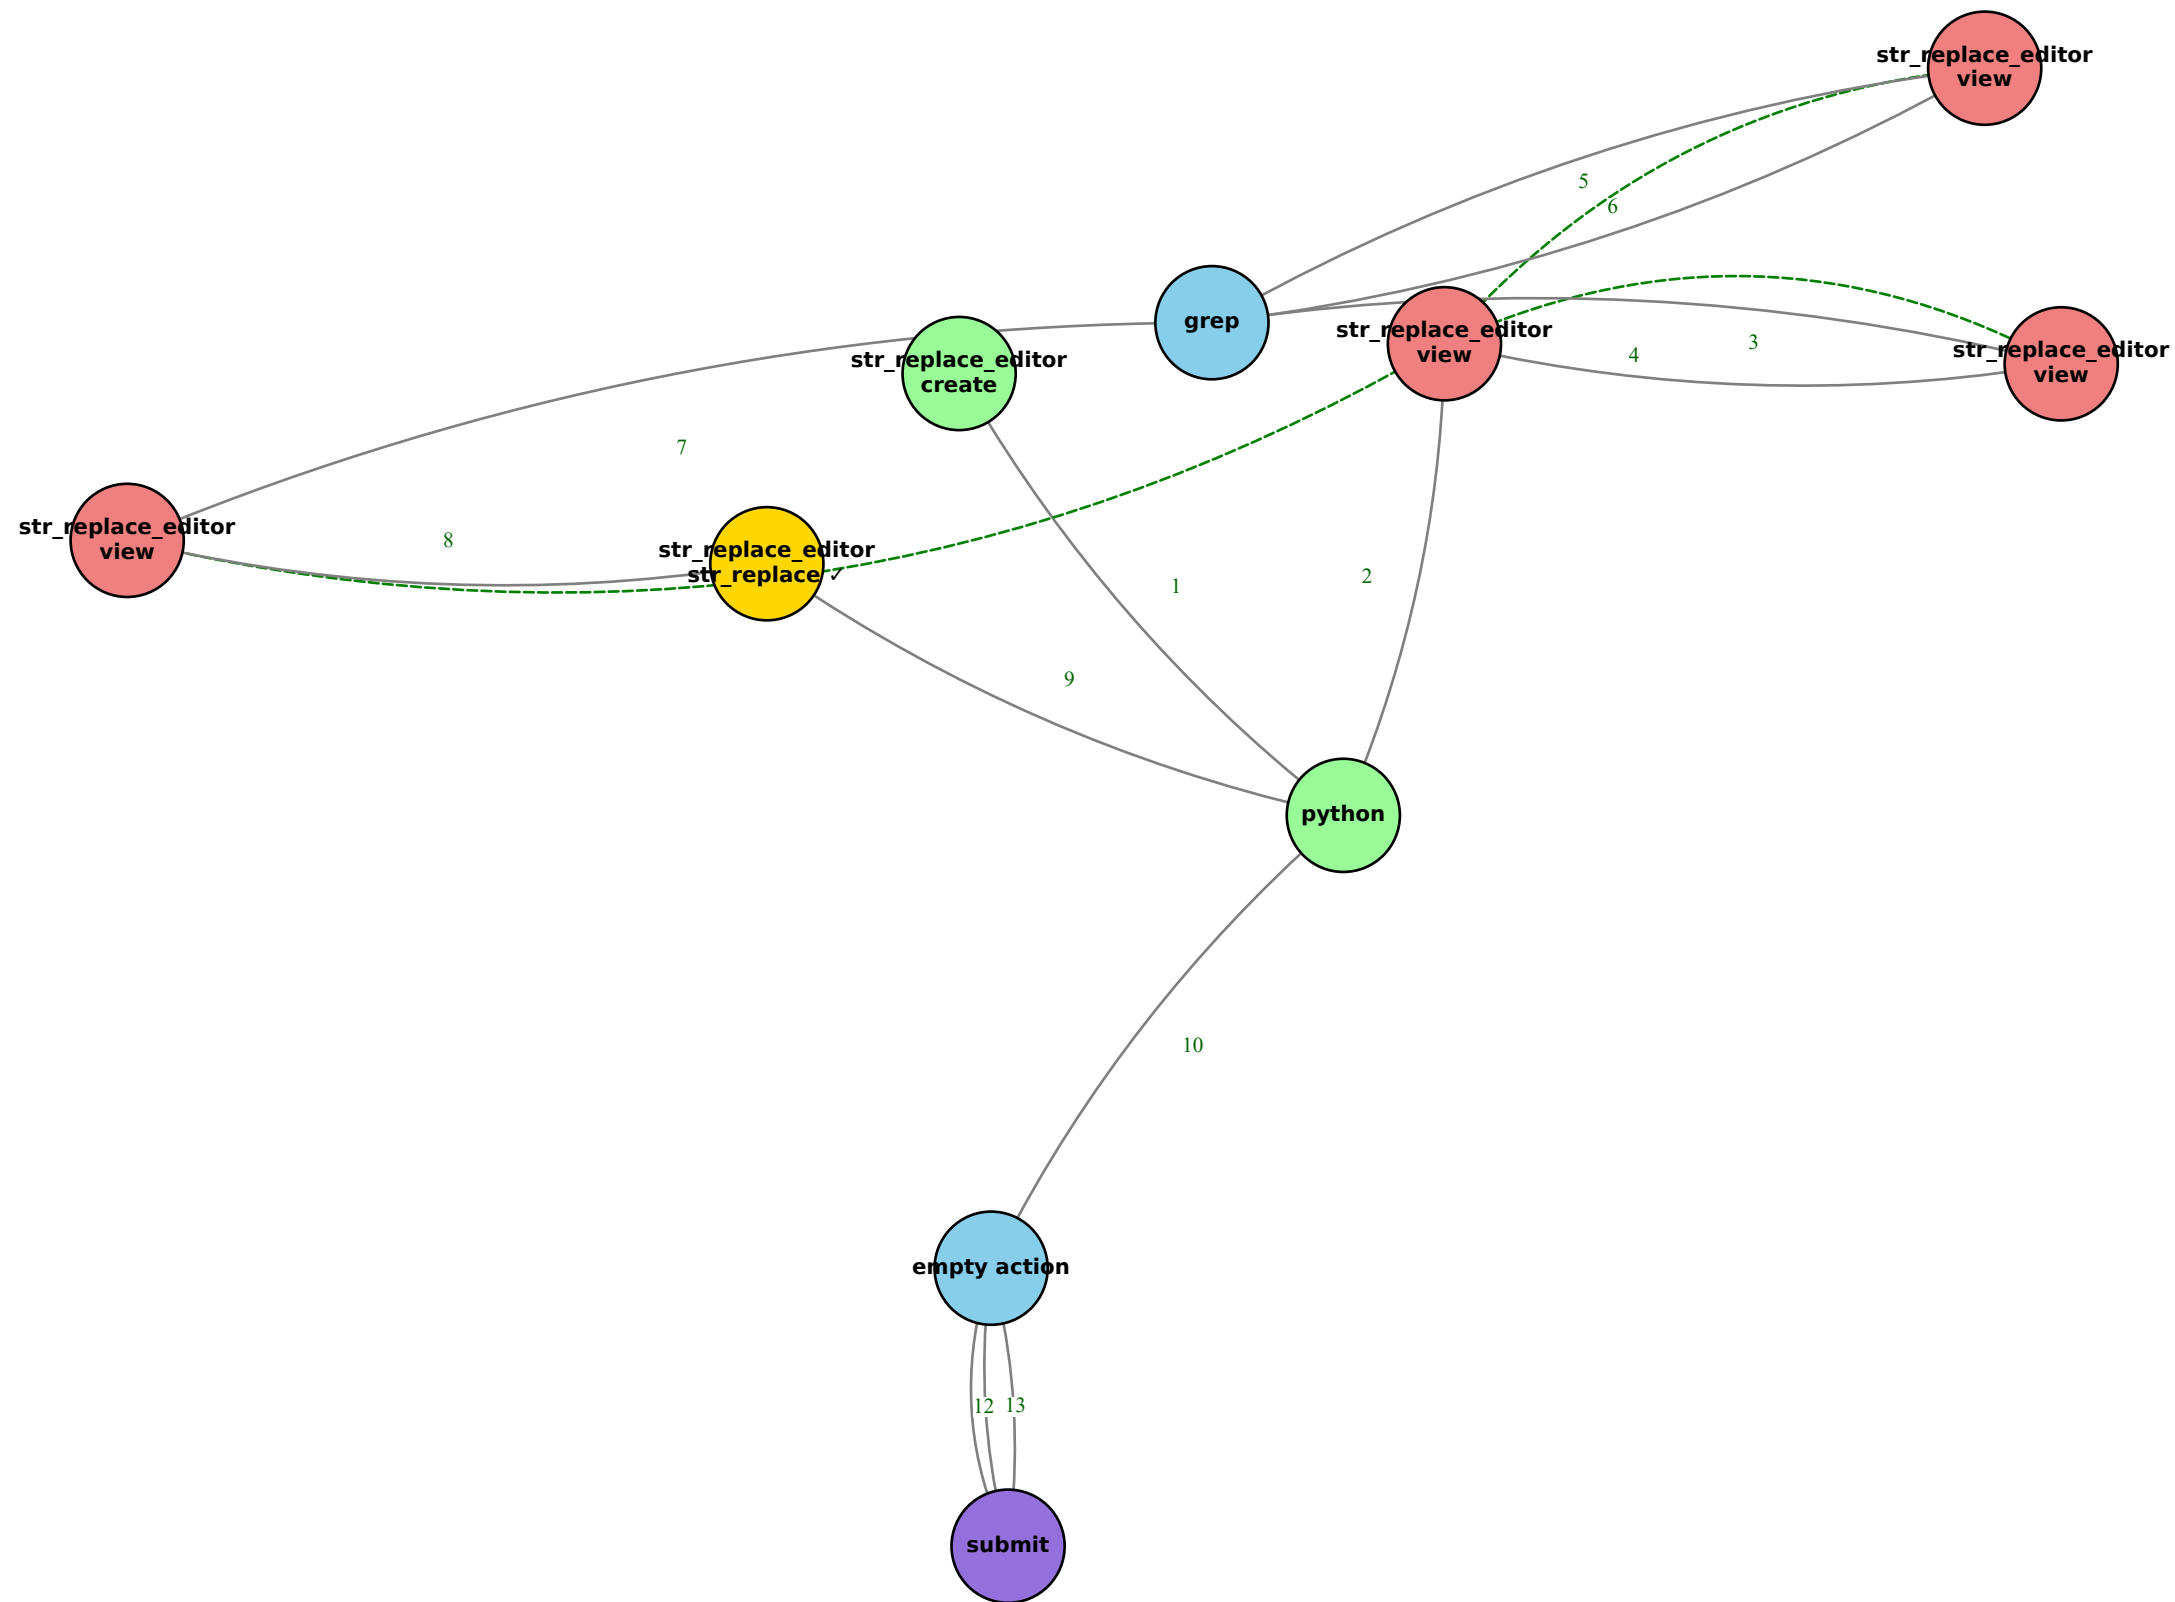 str_replace_editor
view
5
6
grep
str_replace_editor
view
3
4
str_replace_editor
view
str_replace_editor
create
7
str_replace_editor
view
8
str_replace_editor
str_replace ✓
1
2
9
python
10
empty action
12
13
submit